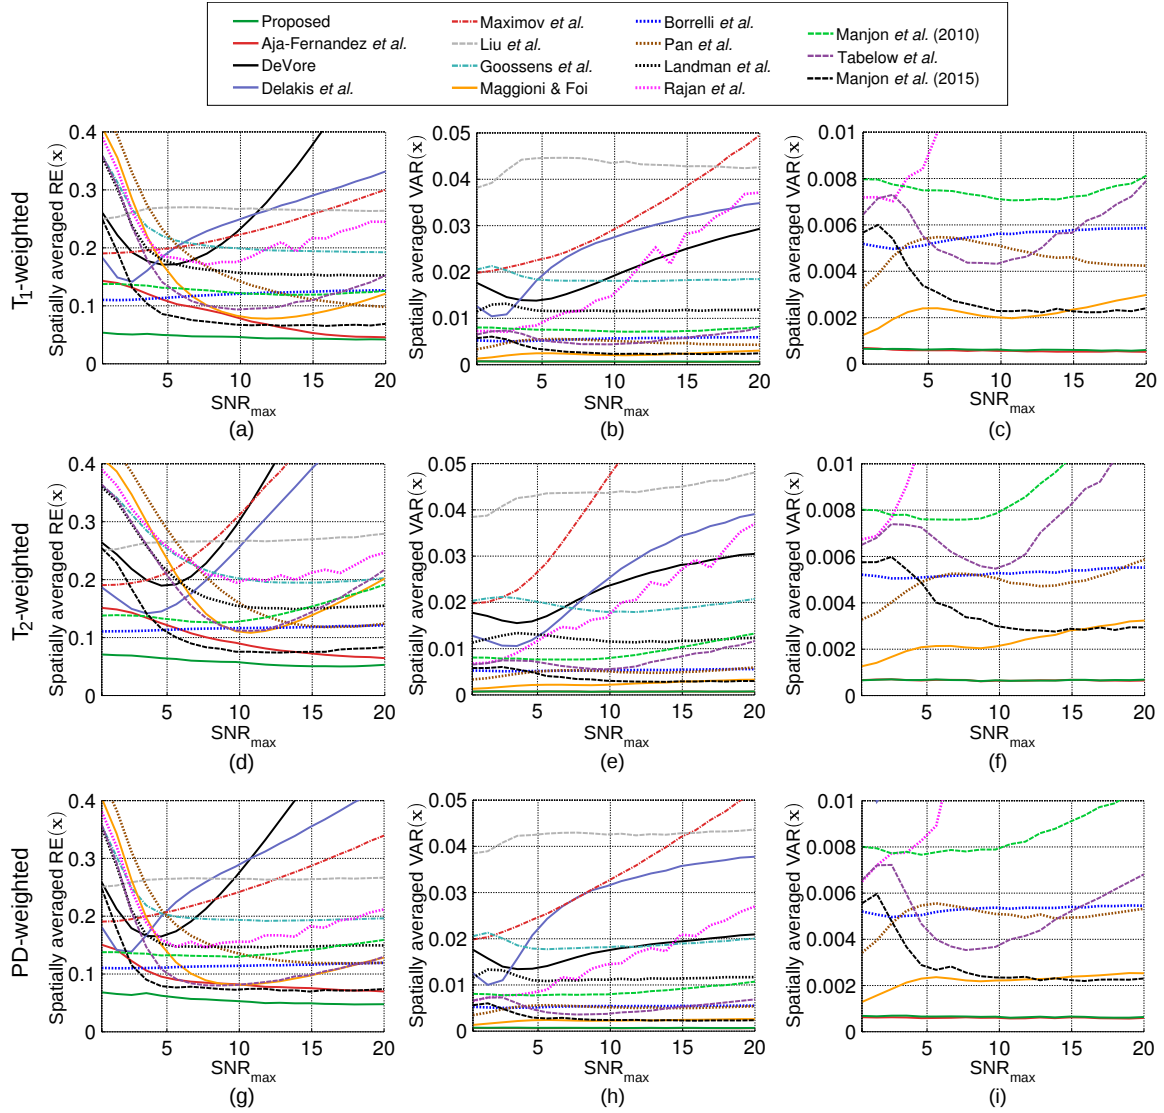 Proposed
Aja-Fernandez et al.
DeVore
Delakis et al.
Maximov et al.
Liu et al.
Goossens et al.
Maggioni & Foi
Borrelli et al.
Pan et al.
Landman et al.
Rajan et al.
Manjon et al. (2010)
Tabelow et al.
Manjon et al. (2015)
T1-weighted
Spatially averaged RE(x)
0.4
0.3
0.2
0.1
0
5 10 15 20
SNRmax
(a)
Spatially averaged VAR(x)
0.05
0.04
0.03
0.02
0.01
0
5 10 15 20
SNRmax
(b)
Spatially averaged VAR(x)
0.01
0.008
0.006
0.004
0.002
0
5 10 15 20
SNRmax
(c)
T2-weighted
Spatially averaged RE(x)
0.4
0.3
0.2
0.1
0
5 10 15 20
SNRmax
(d)
Spatially averaged VAR(x)
0.05
0.04
0.03
0.02
0.01
0
5 10 15 20
SNRmax
(e)
Spatially averaged VAR(x)
0.01
0.008
0.006
0.004
0.002
0
5 10 15 20
SNRmax
(f)
PD-weighted
Spatially averaged RE(x)
0.4
0.3
0.2
0.1
0
5 10 15 20
SNRmax
(g)
Spatially averaged VAR(x)
0.05
0.04
0.03
0.02
0.01
0
5 10 15 20
SNRmax
(h)
Spatially averaged VAR(x)
0.01
0.008
0.006
0.004
0.002
0
5 10 15 20
SNRmax
(i)